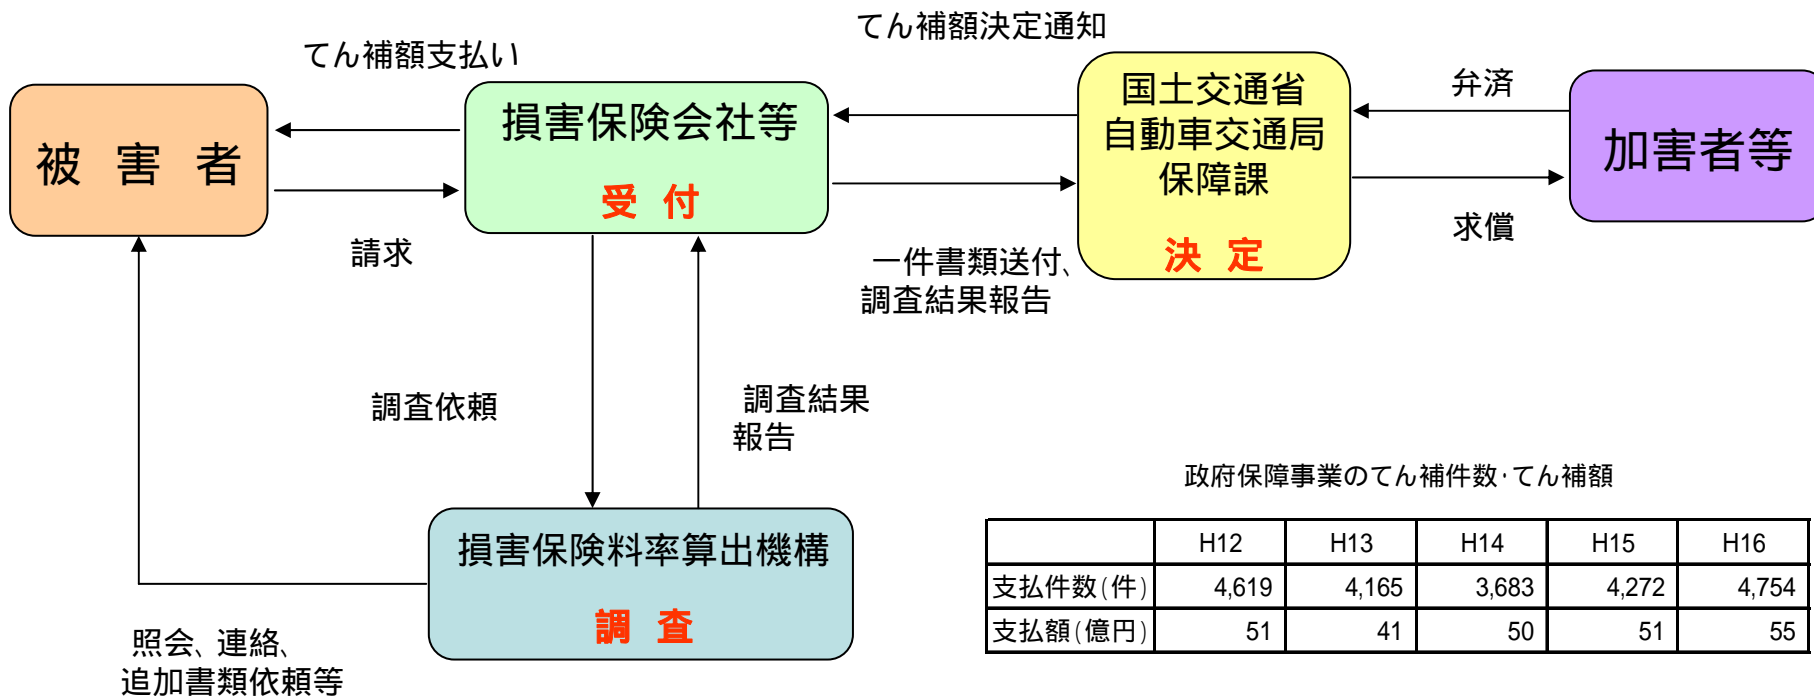 てん補額決定通知
てん補額支払い
被 害 者
損害保険会社等
受 付
国土交通省
自動車交通局
保障課
決 定
弁済
加害者等
求償
請求
一件書類送付、
調査結果報告
調査依頼
調査結果
報告
損害保険料率算出機構
調 査
照会、連絡、
追加書類依頼等
政府保障事業のてん補件数・てん補額
H12 H13 H14 H15 H16
支払件数(件) 4,619 4,165 3,683 4,272 4,754
支払額(億円) 51 41 50 51 55